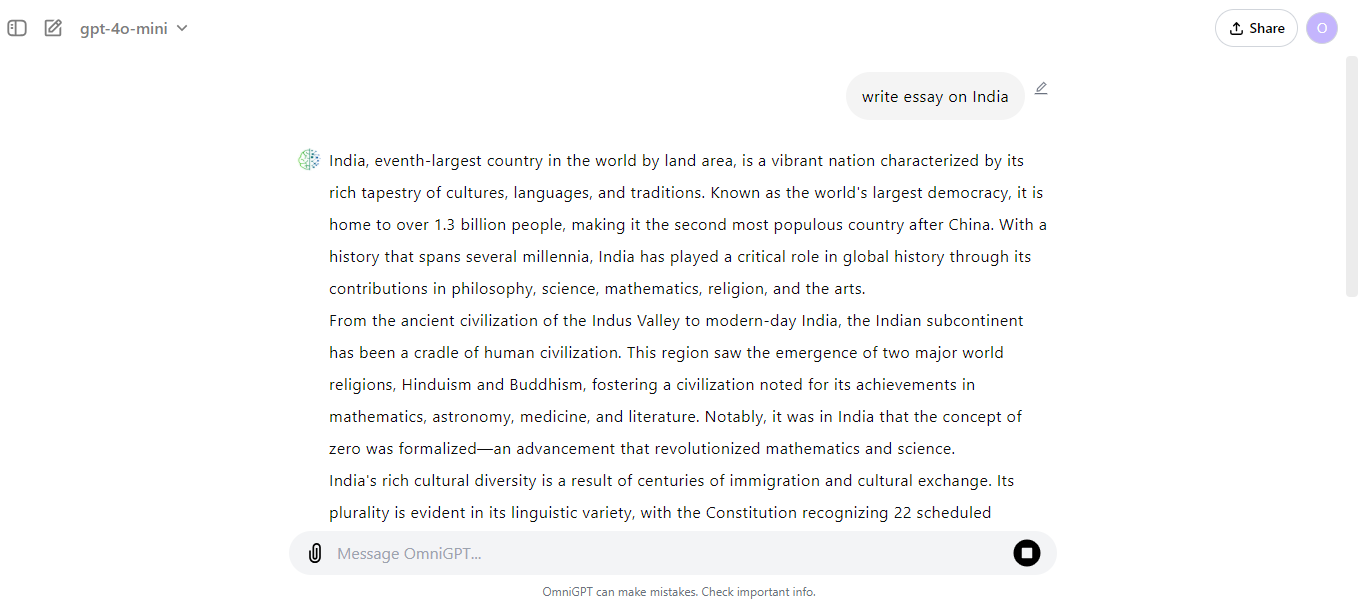 gpt-4o-mini
Share
O
write essay on India
India, eventh-largest country in the world by land area, is a vibrant nation characterized by its
rich tapestry of cultures, languages, and traditions. Known as the world's largest democracy, it is
home to over 1.3 billion people, making it the second most populous country after China. With a
history that spans several millennia, India has played a critical role in global history through its
contributions in philosophy, science, mathematics, religion, and the arts.
From the ancient civilization of the Indus Valley to modern-day India, the Indian subcontinent
has been a cradle of human civilization. This region saw the emergence of two major world
religions, Hinduism and Buddhism, fostering a civilization noted for its achievements in
mathematics, astronomy, medicine, and literature. Notably, it was in India that the concept of
zero was formalized—an advancement that revolutionized mathematics and science.
India's rich cultural diversity is a result of centuries of immigration and cultural exchange. Its
plurality is evident in its linguistic variety, with the Constitution recognizing 22 scheduled
Message OmniGPT...
OmniGPT can make mistakes. Check important info.